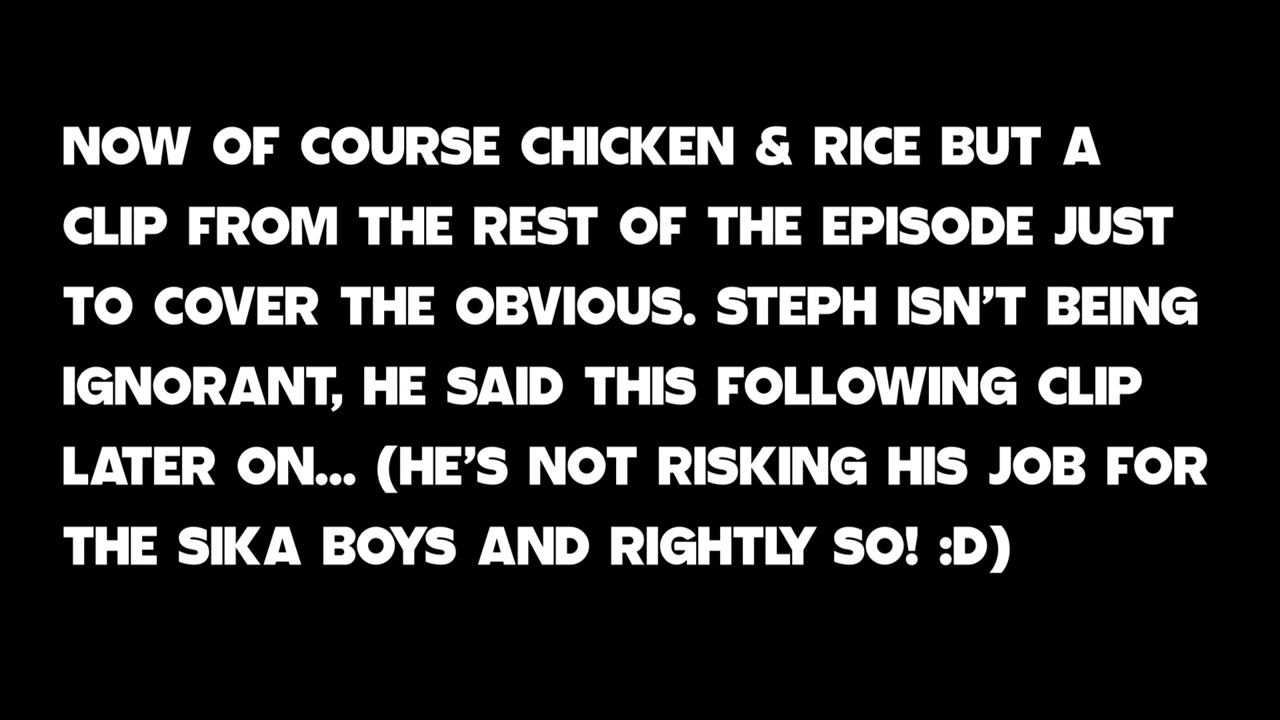 NOW OF COURSE CHICKEN & RICE BUT A
CLIP FROM THE REST OF THE EPISODE JUST
TO COVER THE OBVIOUS. STEPH ISN’T BEING
IGNORANT, HE SAID THIS FOLLOWING CLIP
LATER ON... (HE’S NOT RISKING HIS JOB FOR
THE SIKA BOYS AND RIGHTLY SO! :D)